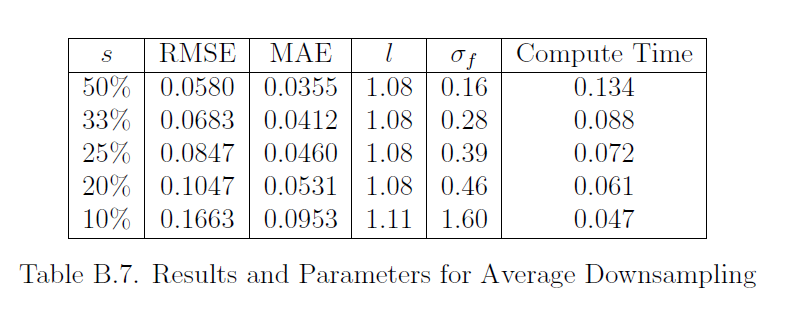 s RMSE MAE l σf Compute Time
50% 0.0580 0.0355 1.08 0.16 0.134
33% 0.0683 0.0412 1.08 0.28 0.088
25% 0.0847 0.0460 1.08 0.39 0.072
20% 0.1047 0.0531 1.08 0.46 0.061
10% 0.1663 0.0953 1.11 1.60 0.047
Table B.7. Results and Parameters for Average Downsampling